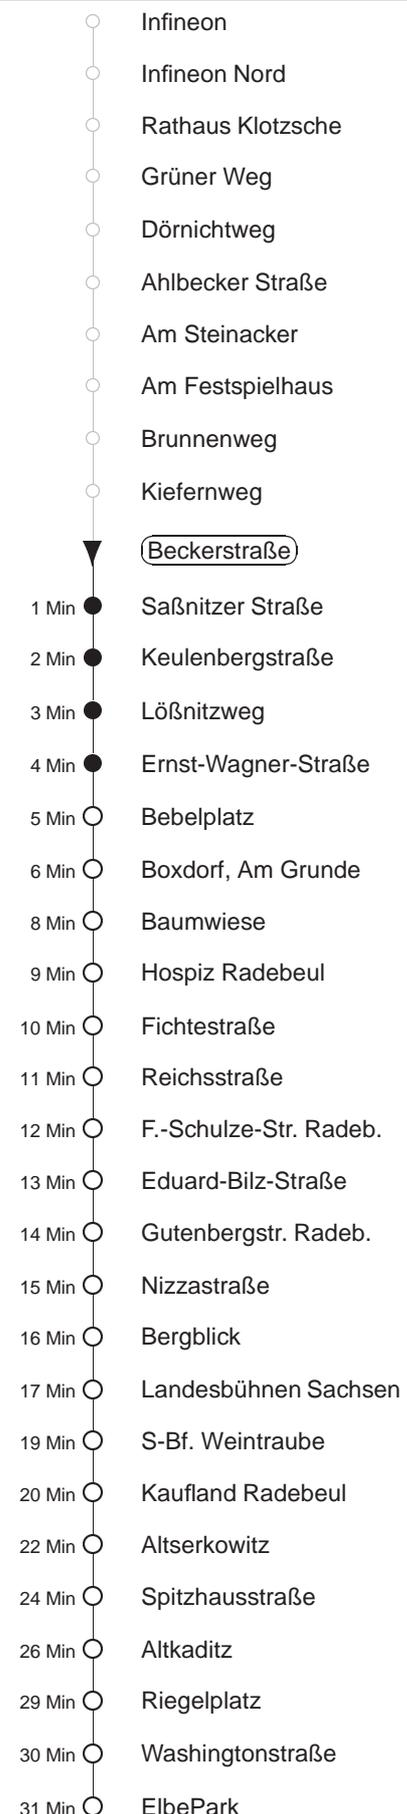 Infineon
Infineon Nord
Rathaus Klotzsche
Grüner Weg
Dörnichtweg
Ahlbecker Straße
Am Steinacker
Am Festspielhaus
Brunnenweg
Kiefernweg
Beckerstraße
1 Min Saßnitzer Straße
2 Min Keulenbergstraße
3 Min Lößnitzweg
4 Min Ernst-Wagner-Straße
5 Min Bebelplatz
6 Min Boxdorf, Am Grunde
8 Min Baumwiese
9 Min Hospiz Radebeul
10 Min Fichtestraße
11 Min Reichsstraße
12 Min F.-Schulze-Str. Radeb.
13 Min Eduard-Bilz-Straße
14 Min Gutenbergstr. Radeb.
15 Min Nizzastraße
16 Min Bergblick
17 Min Landesbühnen Sachsen
19 Min S-Bf. Weintraube
20 Min Kaufland Radebeul
22 Min Altserkowitz
24 Min Spitzhausstraße
26 Min Altkaditz
29 Min Riegelplatz
30 Min Washingtonstraße
31 Min ElbePark